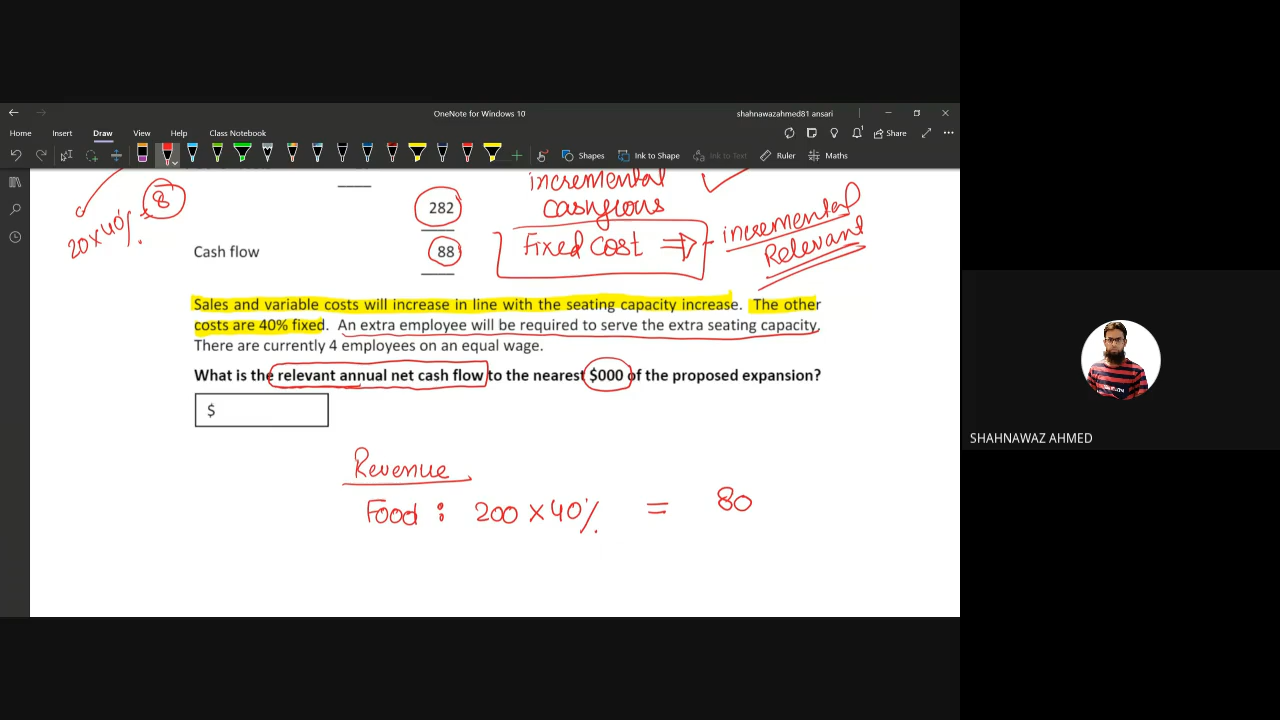 OneNote for Windows 10
shahnawazahmed81 ansari
Home Insert Draw View Help Class Notebook
Share
Shapes Ink to Shape Ink to Text Ruler Maths
8
20x40% =
282
incremental
cashflows
Cash flow
88
Fixed Cost ⇒
incremental
Relevant
Sales and variable costs will increase in line with the seating capacity increase. The other
costs are 40% fixed. An extra employee will be required to serve the extra seating capacity.
There are currently 4 employees on an equal wage.
What is the relevant annual net cash flow to the nearest $000 of the proposed expansion?
$
SHAHNAWAZ AHMED
Revenue
Food : 200 x 40% = 80